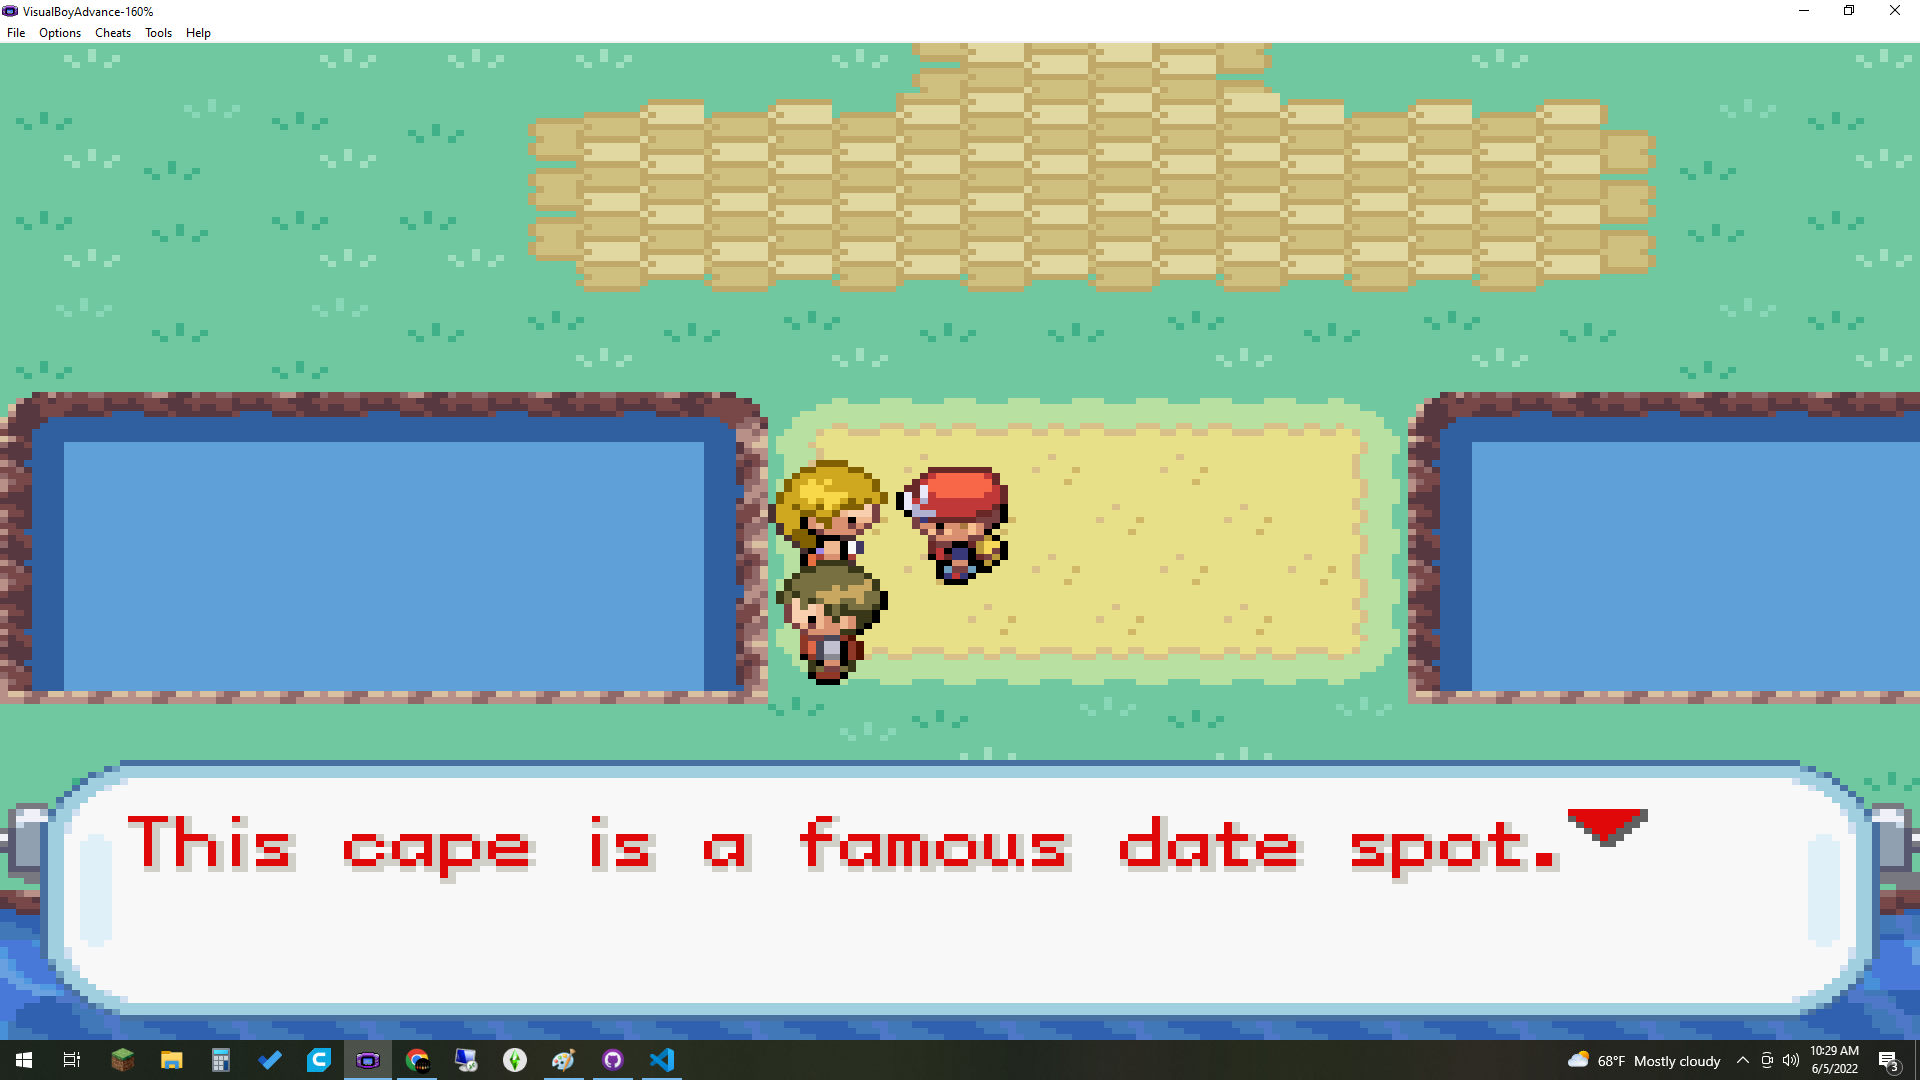 VisualBoyAdvance-160%
File Options Cheats Tools Help
This cape is a famous date spot.
68°F Mostly cloudy
10:29 AM
6/5/2022
3